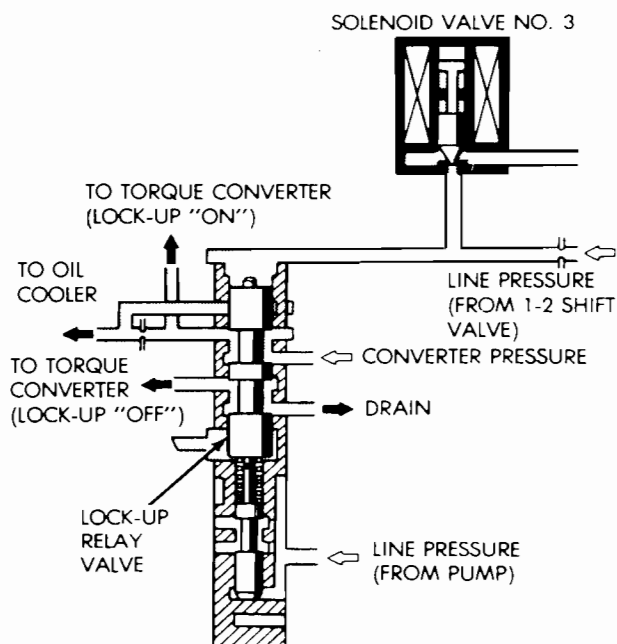 SOLENOID VALVE NO. 3
TO TORQUE CONVERTER
(LOCK-UP "ON")
TO OIL
COOLER
LINE PRESSURE
(FROM 1-2 SHIFT
VALVE)
CONVERTER PRESSURE
TO TORQUE
CONVERTER
(LOCK-UP "OFF")
DRAIN
LOCK-UP
RELAY
VALVE
LINE PRESSURE
(FROM PUMP)